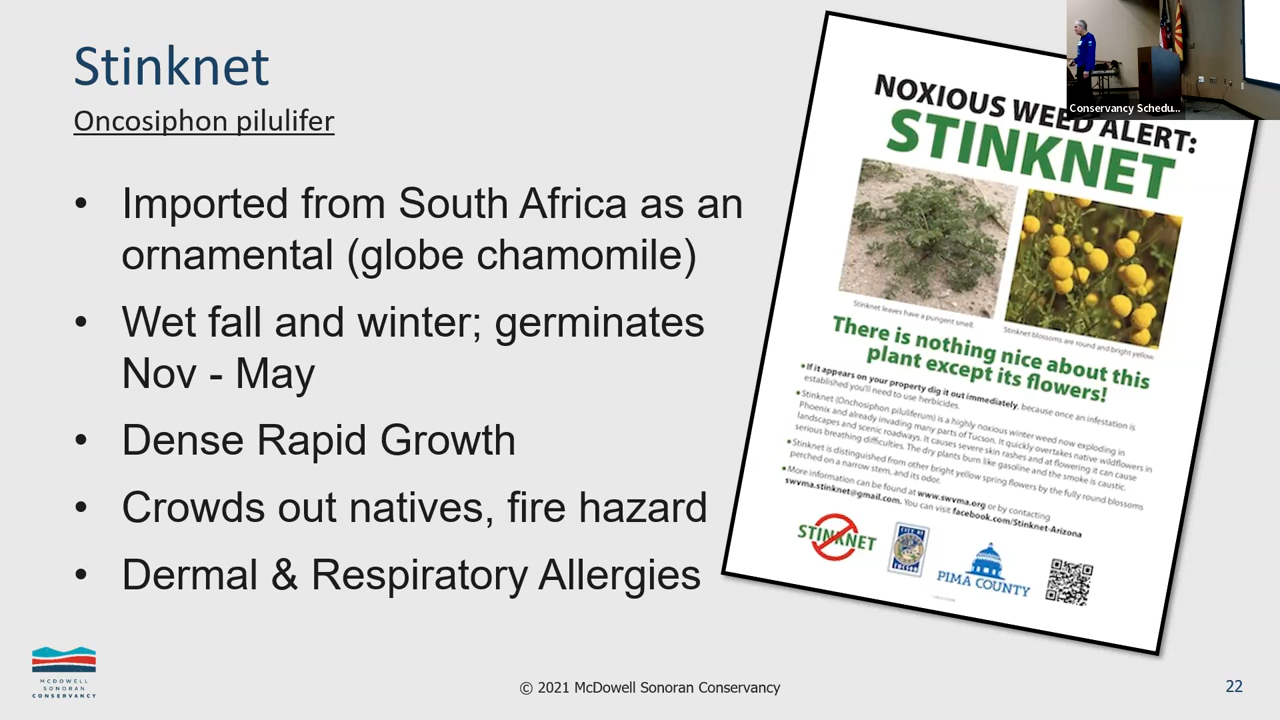 Stinknet
Oncosiphon pilulifer
• Imported from South Africa as an
ornamental (globe chamomile)
• Wet fall and winter; germinates
Nov - May
• Dense Rapid Growth
• Crowds out natives, fire hazard
• Dermal & Respiratory Allergies
NOXIOUS WEED ALERT:
STINKNET
Stinknet leaves have a pungent smell.
Stinknet blossoms are round and bright yellow.
There is nothing nice about this
plant except its flowers!
• If it appears on your property dig it out immediately, because once an infestation is
established you'll need to use herbicides.
• Stinknet (Onchosiphon piluliferum) is a highly noxious winter weed now exploding in
Phoenix and already invading many parts of Tucson. It quickly overtakes native wildflowers in
landscapes and scenic roadways. It causes severe skin rashes and at flowering it can cause
serious breathing difficulties. The dry plants burn like gasoline and the smoke is caustic.
• Stinknet is distinguished from other bright yellow spring flowers by the fully round blossoms
perched on a narrow stem, and its odor.
• More information can be found at www.swvma.org or by contacting
swvma.stinknet@gmail.com. You can visit facebook.com/Stinknet-Arizona
STINKNET
TUCSON
PIMA COUNTY
Conservancy Schedu...
MCDOWELL
SONORAN
CONSERVANCY
© 2021 McDowell Sonoran Conservancy
22